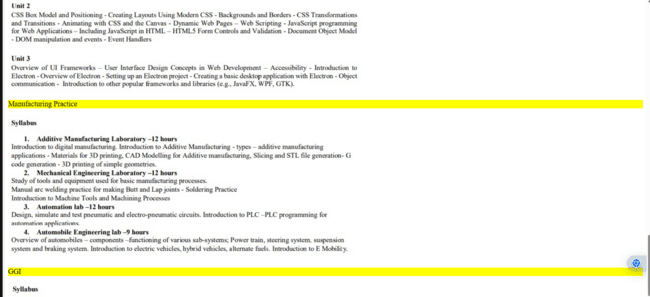 Unit 2
CSS Box Model and Positioning - Creating Layouts Using Modern CSS - Backgrounds and Borders - CSS Transformations
and Transitions - Animating with CSS and the Canvas - Dynamic Web Pages – Web Scripting - JavaScript programming
for Web Applications – Including JavaScript in HTML – HTML5 Form Controls and Validation - Document Object Model
- DOM manipulation and events - Event Handlers
Unit 3
Overview of UI Frameworks – User Interface Design Concepts in Web Development – Accessibility - Introduction to
Electron - Overview of Electron - Setting up an Electron project - Creating a basic desktop application with Electron - Object
communication - Introduction to other popular frameworks and libraries (e.g., JavaFX, WPF, GTK).
Manufacturing Practice
Syllabus
1. Additive Manufacturing Laboratory –12 hours
Introduction to digital manufacturing. Introduction to Additive Manufacturing - types – additive manufacturing
applications - Materials for 3D printing, CAD Modelling for Additive manufacturing, Slicing and STL file generation- G
code generation - 3D printing of simple geometries.
2. Mechanical Engineering Laboratory –12 hours
Study of tools and equipment used for basic manufacturing processes.
Manual arc welding practice for making Butt and Lap joints - Soldering Practice
Introduction to Machine Tools and Machining Processes
3. Automation lab –12 hours
Design, simulate and test pneumatic and electro-pneumatic circuits. Introduction to PLC –PLC programming for
automation applications.
4. Automobile Engineering lab –9 hours
Overview of automobiles – components –functioning of various sub-systems; Power train, steering system, suspension
system and braking system. Introduction to electric vehicles, hybrid vehicles, alternate fuels. Introduction to E Mobility.
GGI
Syllabus